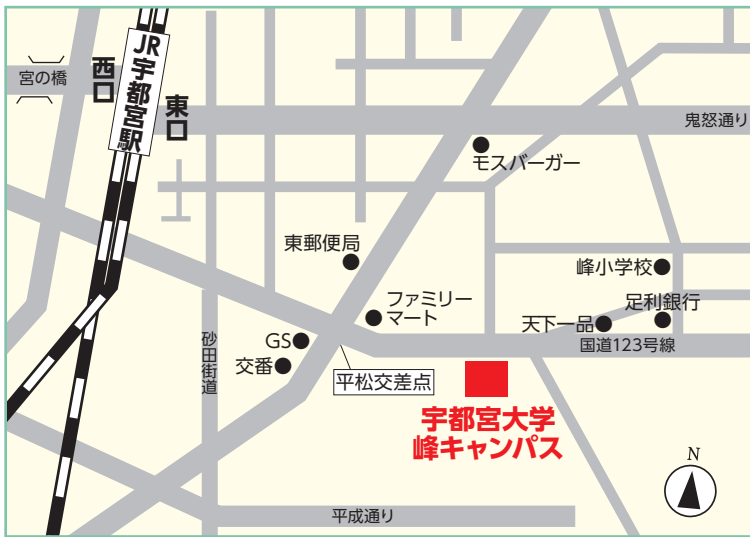 宮の橋
西口
JR宇都宮駅
東口
鬼怒通り
モスバーガー
東郵便局
峰小学校
ファミリー
マート
足利銀行
天下一品
GS
国道123号線
砂田街道
交番
平松交差点
宇都宮大学
峰キャンパス
N
平成通り